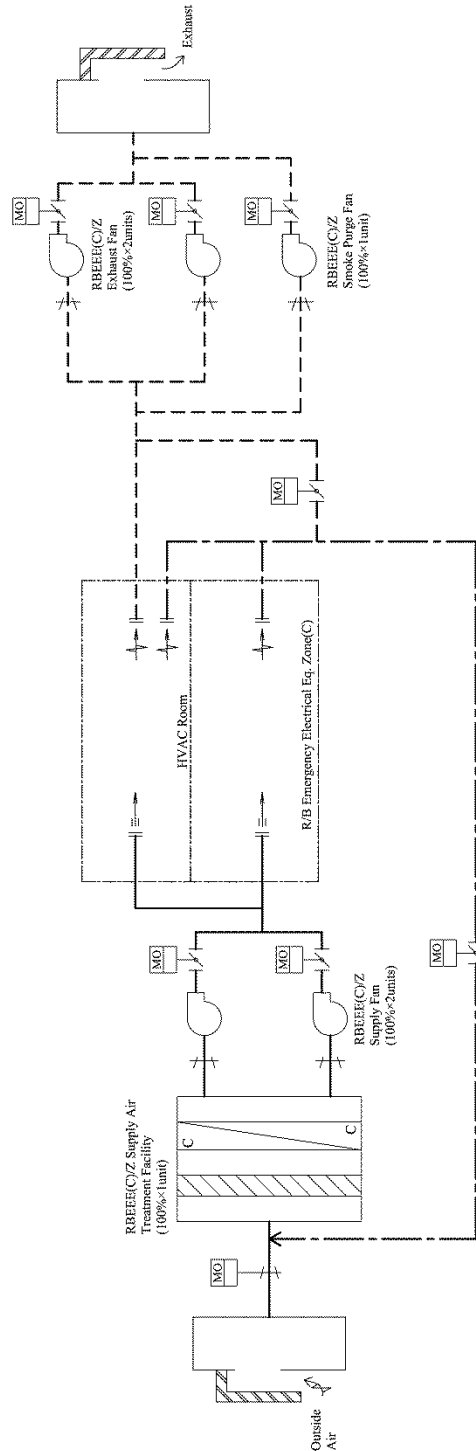 Outside
Air
MO
RBEEE(C)/Z Supply Air
Treatment Facility
(100%×1unit)
C
C
MO
MO
RBEEE(C)/Z
Supply Fan
(100%×2units)
MO
HVAC Room
R/B Emergency Electrical Eq. Zone(C)
MO
MO
RBEEE(C)/Z
Exhaust Fan
(100%×2units)
MO
MO
RBEEE(C)/Z
Smoke Purge Fan
(100%×1unit)
Exhaust